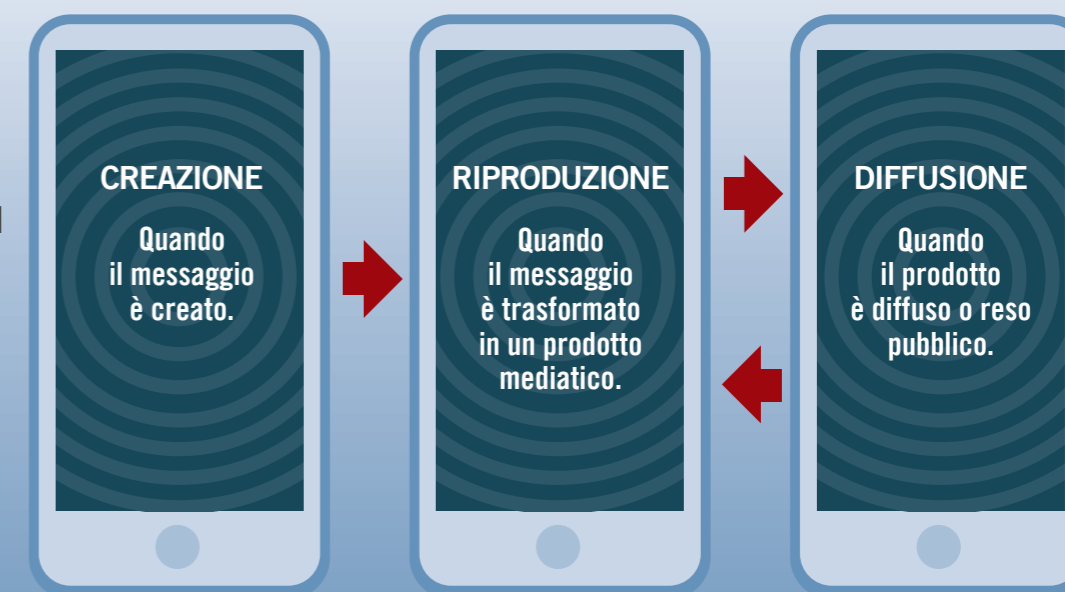 CREAZIONE
Quando
il messaggio
è creato.
RIPRODUZIONE
Quando
il messaggio
è trasformato
in un prodotto
mediatico.
DIFFUSIONE
Quando
il prodotto
è diffuso o reso
pubblico.